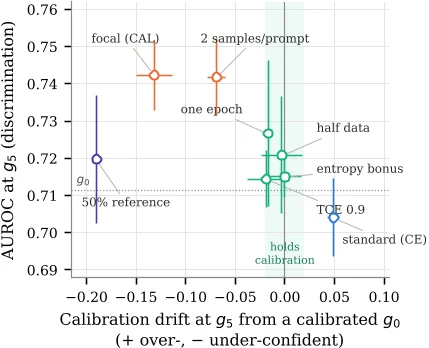 0.76
0.75
0.74
0.73
0.72
0.71
0.70
0.69
AUROC at g₅ (discrimination)
focal (CAL)
2 samples/prompt
one epoch
half data
entropy bonus
g₀
50% reference
TCE 0.9
standard (CE)
holds
calibration
−0.20 −0.15 −0.10 −0.05 0.00 0.05 0.10
Calibration drift at g₅ from a calibrated g₀
(+ over-, − under-confident)